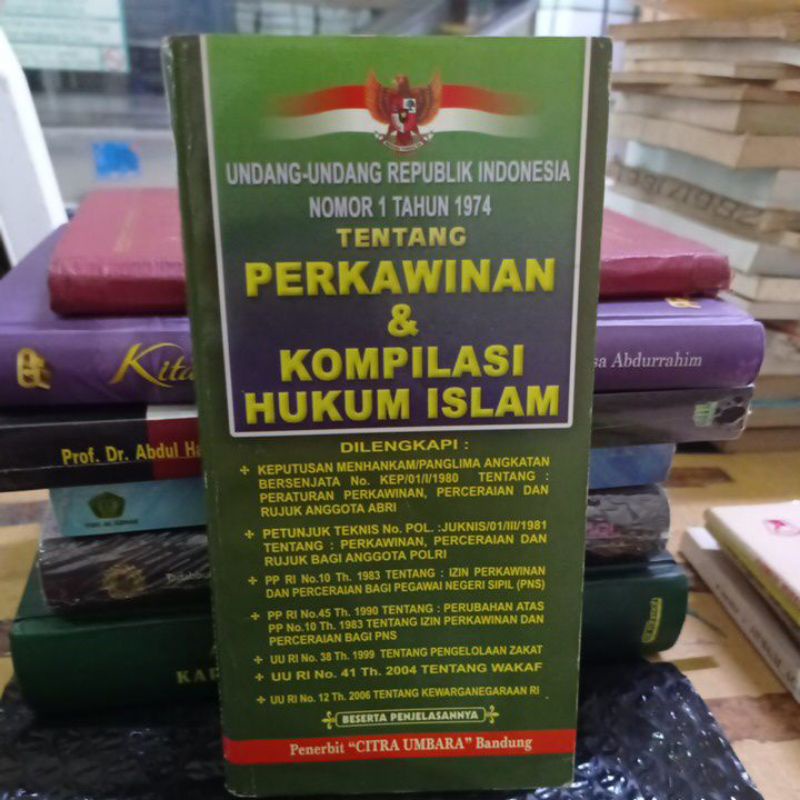 UNDANG-UNDANG REPUBLIK INDONESIA
NOMOR 1 TAHUN 1974
TENTANG
PERKAWINAN
&
KOMPILASI
HUKUM ISLAM
DILENGKAPI :
KEPUTUSAN MENHANKAM/PANGLIMA ANGKATAN
BERSENJATA No. KEP/01/I/1980 TENTANG :
PERATURAN PERKAWINAN, PERCERAIAN DAN
RUJUK ANGGOTA ABRI
PETUNJUK TEKNIS No. POL. :JUKNIS/01/III/1981
TENTANG : PERKAWINAN, PERCERAIAN DAN
RUJUK BAGI ANGGOTA POLRI
PP RI No.10 Th. 1983 TENTANG : IZIN PERKAWINAN
DAN PERCERAIAN BAGI PEGAWAI NEGERI SIPIL (PNS)
PP RI No.45 Th. 1990 TENTANG : PERUBAHAN ATAS
PP No.10 Th. 1983 TENTANG IZIN PERKAWINAN DAN
PERCERAIAN BAGI PNS
UU RI No. 38 Th. 1999 TENTANG PENGELOLAAN ZAKAT
UU RI No. 41 Th. 2004 TENTANG WAKAF
UU RI No. 12 Th. 2006 TENTANG KEWARGANEGARAAN RI
BESERTA PENJELASANNYA
Penerbit "CITRA UMBARA" Bandung
Kita
sa Abdurrahim
Prof. Dr. Abdul Ha
KAP